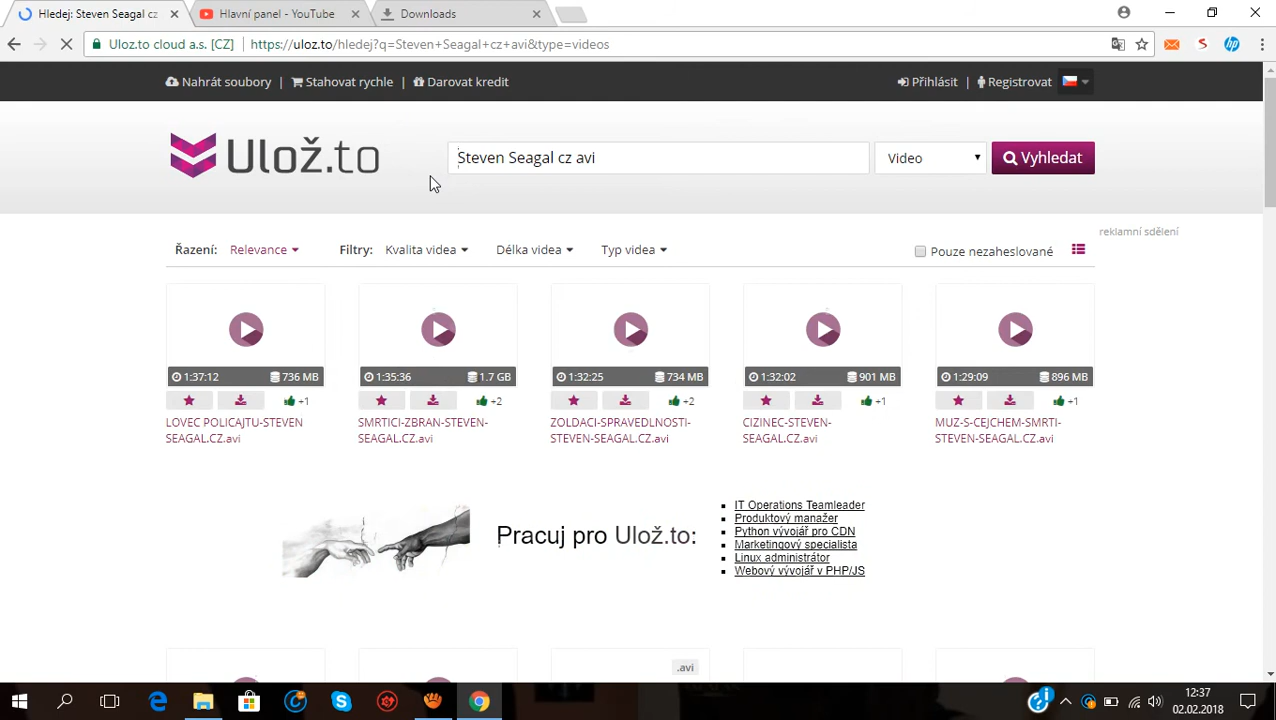 Hledej: Steven Seagal cz
Hlavní panel - YouTube
Downloads
Uloz.to cloud a.s. [CZ]
https://uloz.to/hledej?q=Steven+Seagal+cz+avi&type=videos
Nahrát soubory | Stahovat rychle | Darovat kredit
Přihlásit | Registrovat
Ulož.to
Steven Seagal cz avi
Video
Vyhledat
reklamní sdělení
Řazení: Relevance
Filtry: Kvalita videa
Délka videa
Typ videa
Pouze nezaheslované
1:37:12 736 MB
1:35:36 1.7 GB
1:32:25 734 MB
1:32:02 901 MB
1:29:09 896 MB
+1
+2
+2
+1
+1
LOVEC POLICAJTU-STEVEN
SEAGAL.CZ.avi
SMRTICI-ZBRAN-STEVEN-
SEAGAL.CZ.avi
ZOLDACI-SPRAVEDLNOSTI-
STEVEN-SEAGAL.CZ.avi
CIZINEC-STEVEN-
SEAGAL.CZ.avi
MUZ-S-CEJCHEM-SMRTI-
STEVEN-SEAGAL.CZ.avi
Pracuj pro Ulož.to:
IT Operations Teamleader
Produktový manažer
Python vývojář pro CDN
Marketingový specialista
Linux administrátor
Webový vývojář v PHP/JS
.avi
12:37
02.02.2018